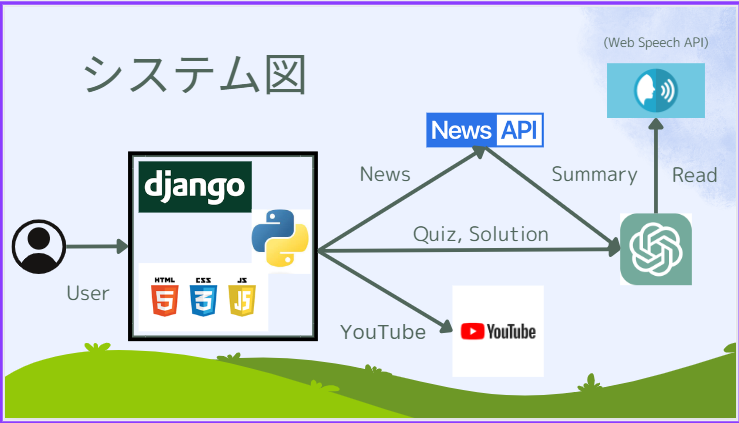 システム図
(Web Speech API)
News API
django
News
Summary
Read
Quiz, Solution
User
HTML
5
CSS
3
JS
JS
YouTube
YouTube